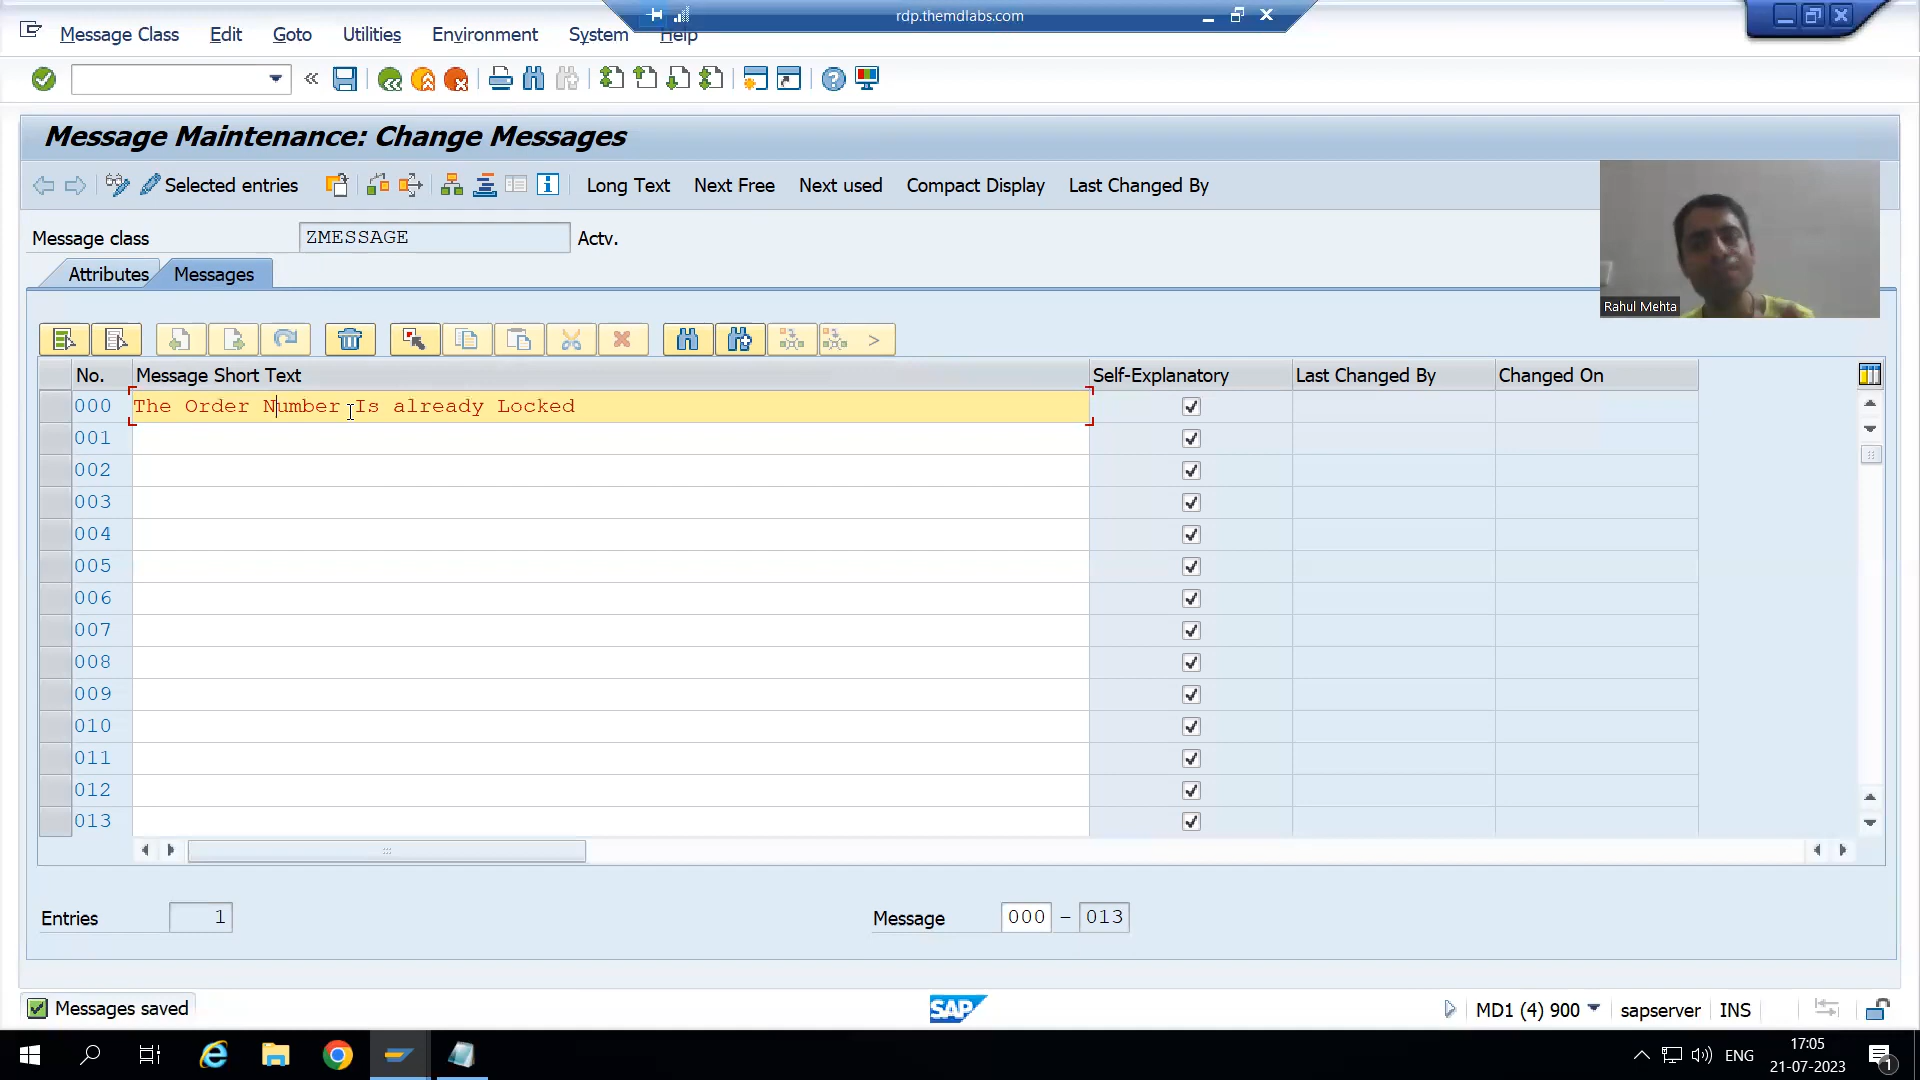 rdp.themdlabs.com
Message Class Edit Goto Utilities Environment System Help
Message Maintenance: Change Messages
Selected entries Long Text Next Free Next used Compact Display Last Changed By
Message class ZMESSAGE Actv.
Attributes Messages
Rahul Mehta
No. Message Short Text Self-Explanatory Last Changed By Changed On
000 The Order Number Is already Locked
001
002
003
004
005
006
007
008
009
010
011
012
013
Entries 1 Message 000 - 013
Messages saved SAP MD1 (4) 900 sapserver INS
ENG 17:05
21-07-2023
1